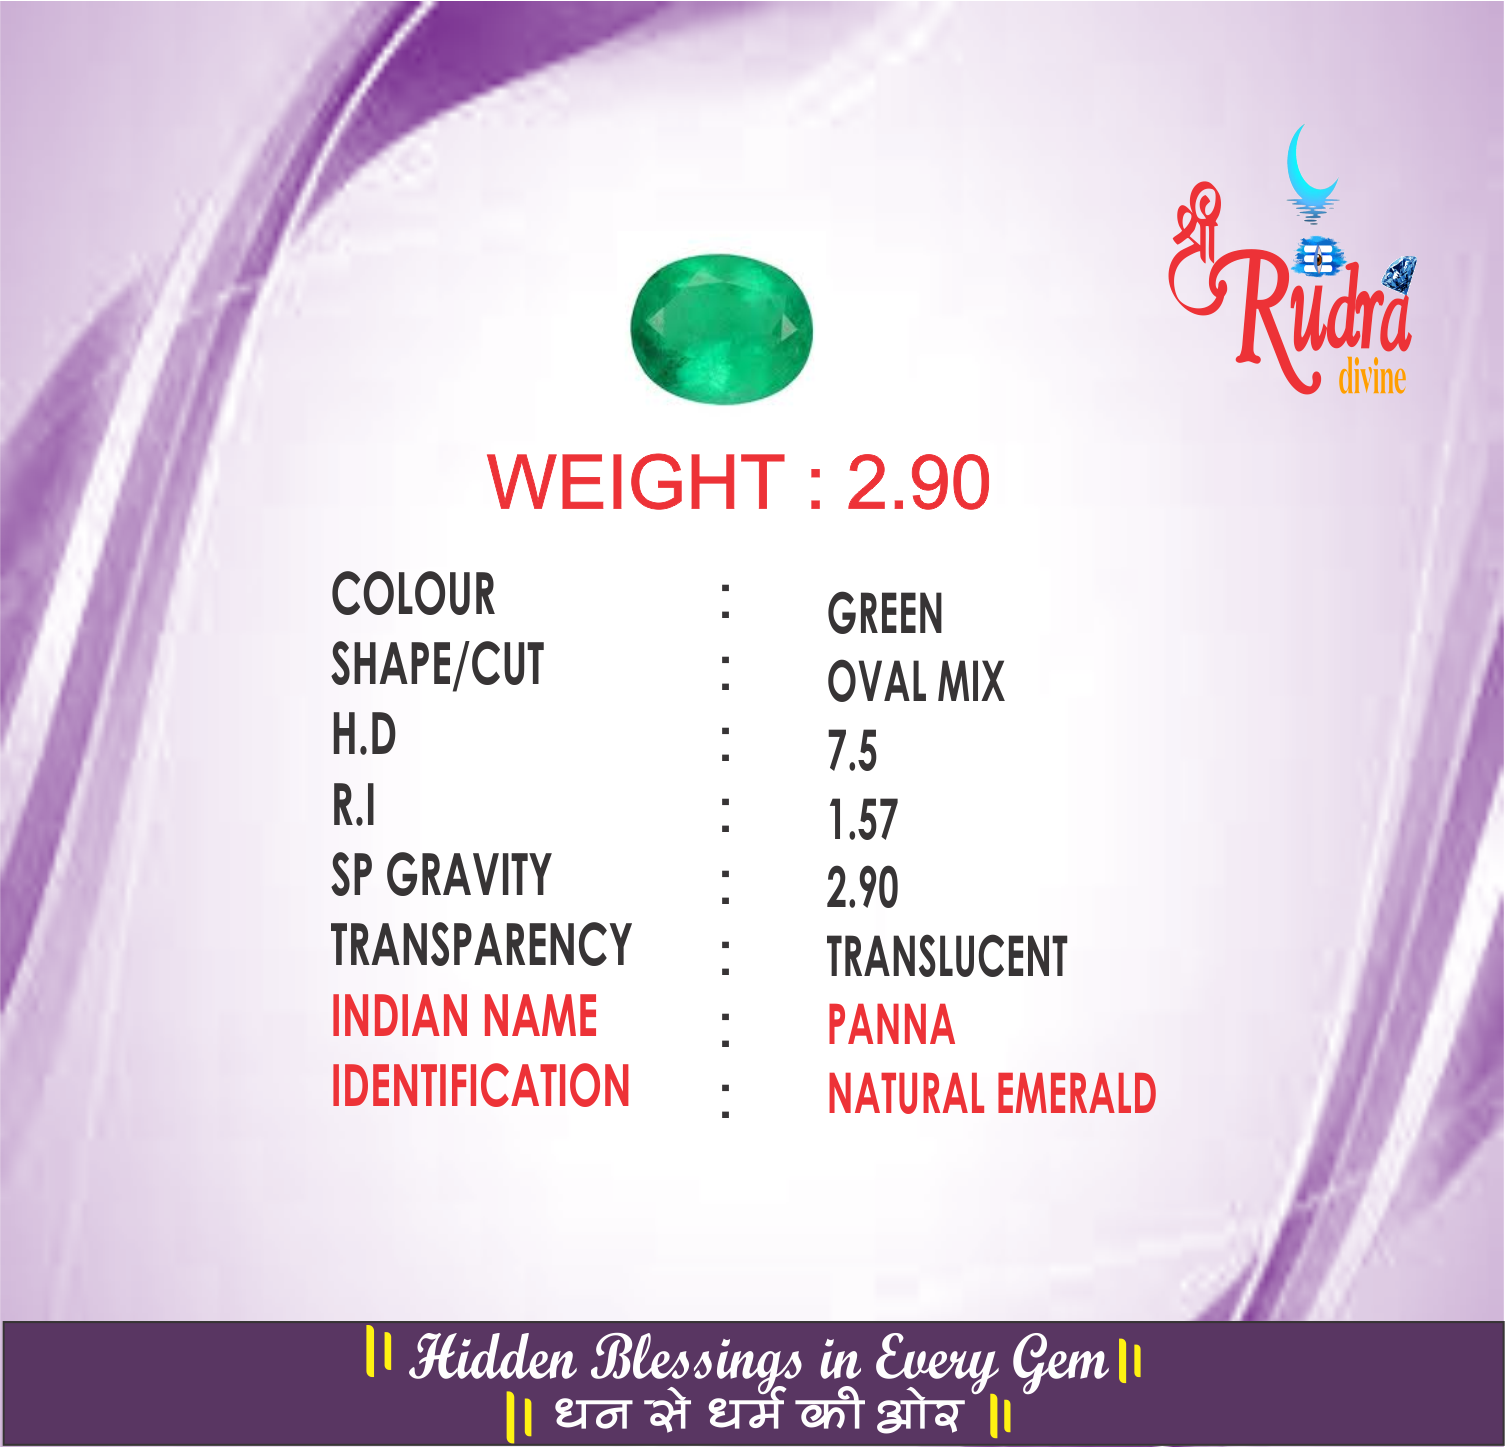 श्री
Rudra
divine
WEIGHT : 2.90
COLOUR : GREEN
SHAPE/CUT : OVAL MIX
H.D : 7.5
R.I : 1.57
SP GRAVITY : 2.90
TRANSPARENCY : TRANSLUCENT
INDIAN NAME : PANNA
IDENTIFICATION : NATURAL EMERALD
|| Hidden Blessings in Every Gem ||
|| धन से धर्म की ओर ||